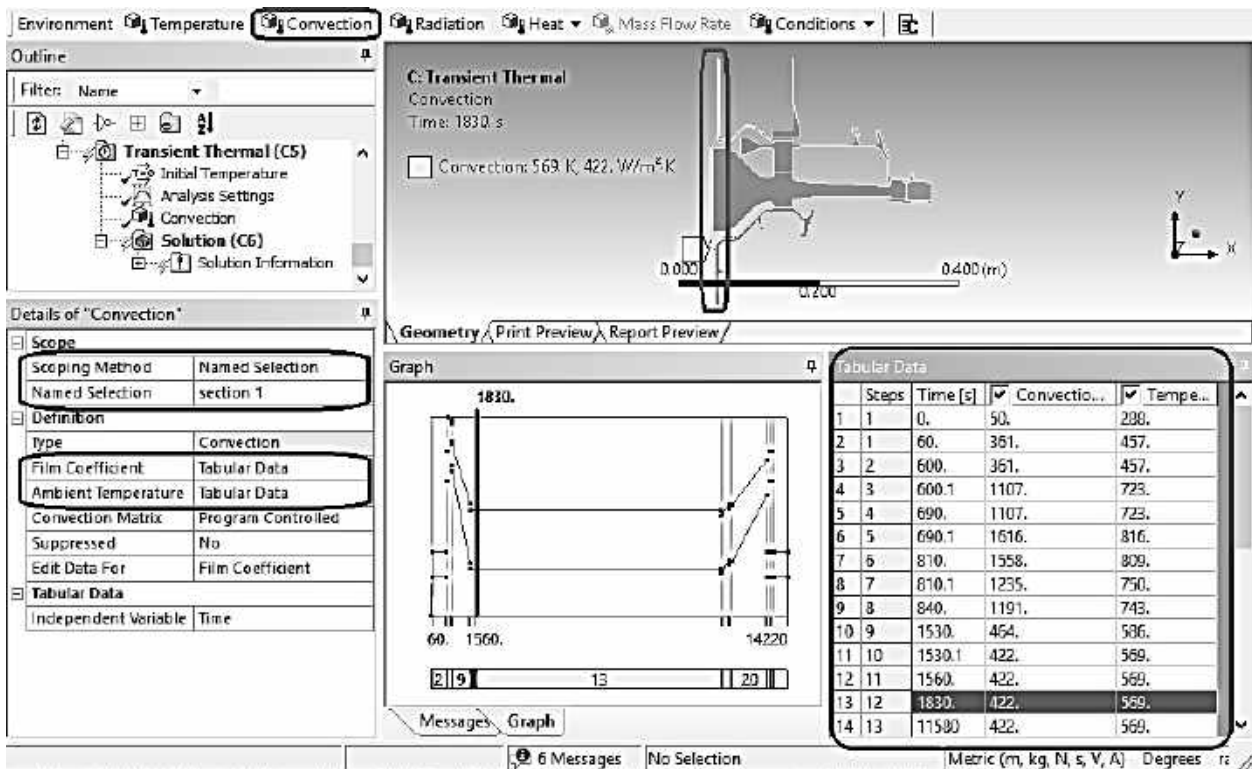 Environment Temperature Convection Radiation Heat Mass Flow Rate Conditions
Outline
Filter: Name
Transient Thermal (C5)
Initial Temperature
Analysis Settings
Convection
Solution (C6)
Solution Information
C: Transient Thermal
Convection
Time: 1830. s
Convection: 569. K, 422. W/m²·K
Y
X
Z
0.000
0.400 (m)
0.200
Geometry Print Preview Report Preview
Details of "Convection"
Scope
Scoping Method Named Selection
Named Selection section 1
Definition
Type Convection
Film Coefficient Tabular Data
Ambient Temperature Tabular Data
Convection Matrix Program Controlled
Suppressed No
Edit Data For Film Coefficient
Tabular Data
Independent Variable Time
Graph
1830.
60. 1560. 14220
2 9 13 20
Messages Graph
Tabular Data
Steps Time [s] Convectio... Tempe...
1 1 0. 50. 288.
2 1 60. 361. 457.
3 2 600. 361. 457.
4 3 600.1 1107. 723.
5 4 690. 1107. 723.
6 5 690.1 1616. 816.
7 6 810. 1558. 809.
8 7 810.1 1235. 750.
9 8 840. 1191. 743.
10 9 1530. 464. 586.
11 10 1530.1 422. 569.
12 11 1560. 422. 569.
13 12 1830. 422. 569.
14 13 11580 422. 569.
6 Messages No Selection Metric (m, kg, N, s, V, A) Degrees